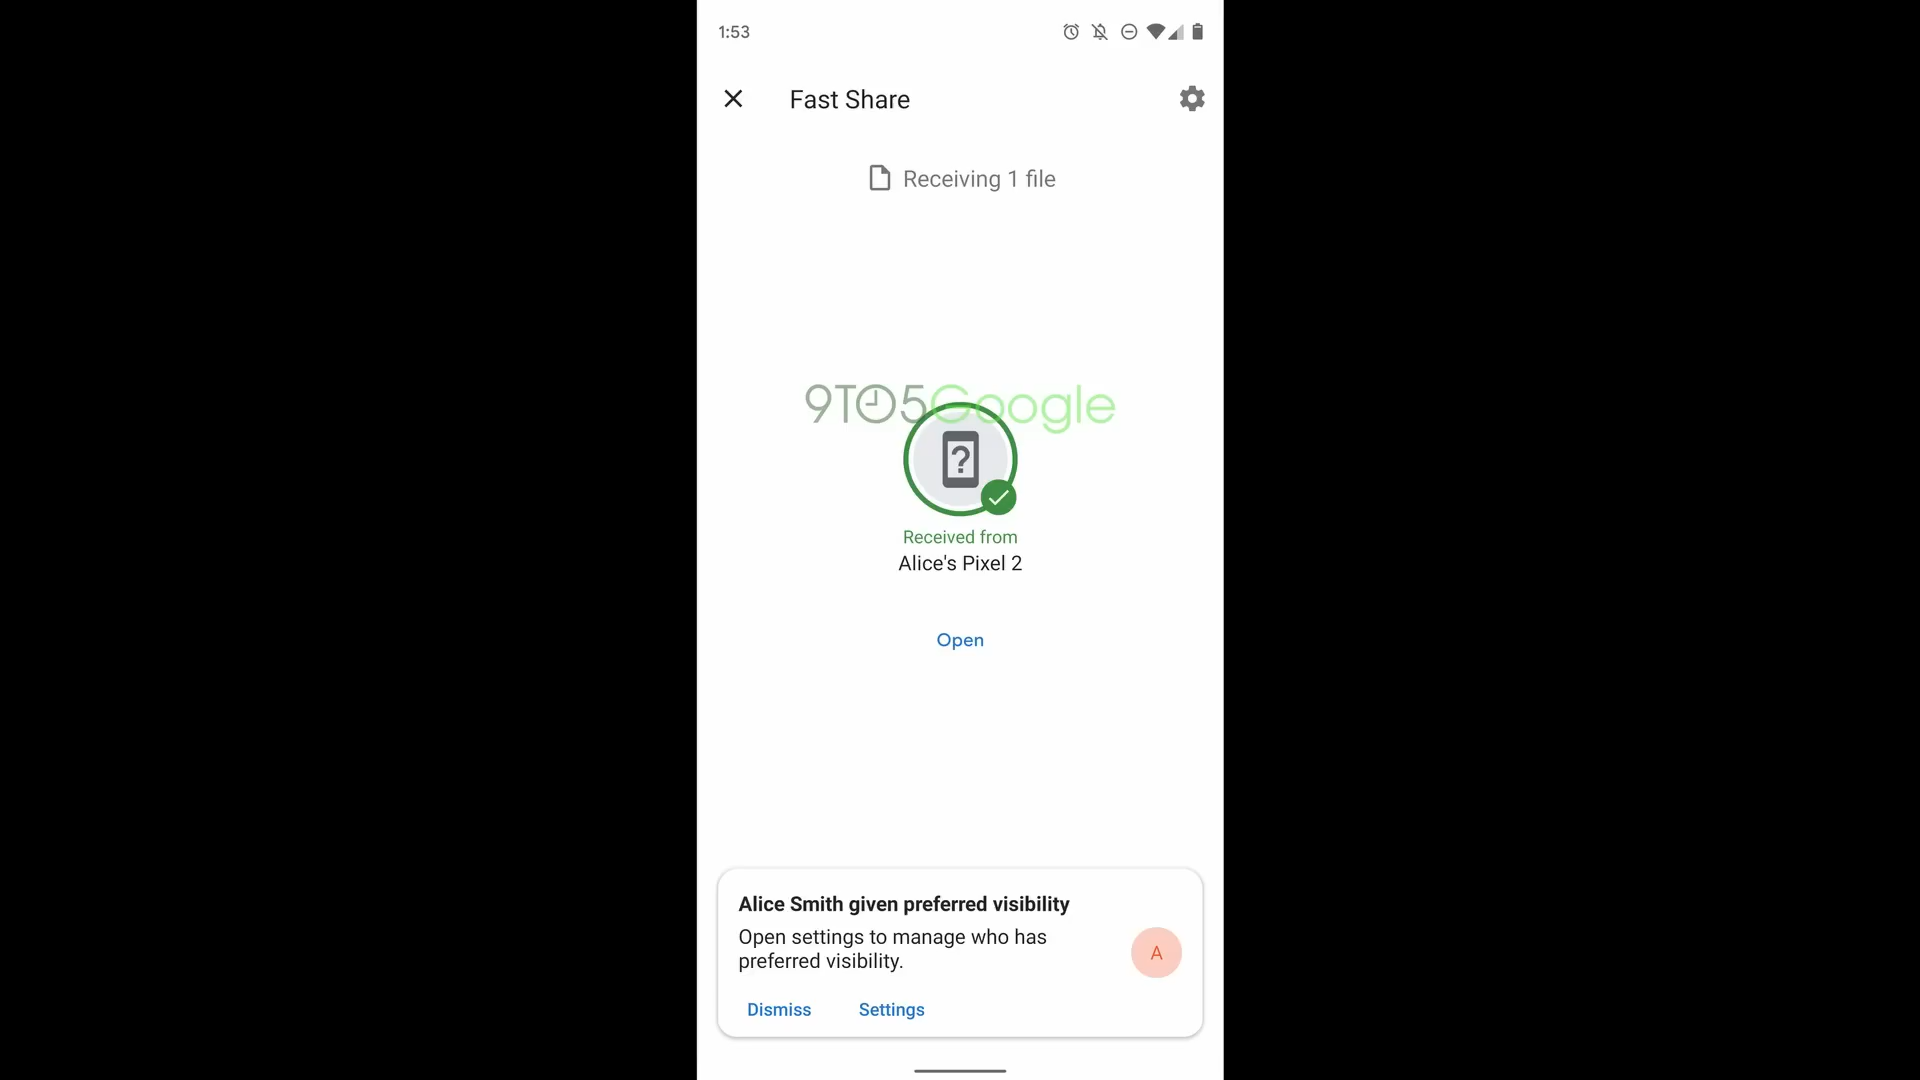 1:53
Fast Share
Receiving 1 file
9TO5Google
?
Received from
Alice's Pixel 2
Open
Alice Smith given preferred visibility
Open settings to manage who has
preferred visibility.
A
Dismiss
Settings